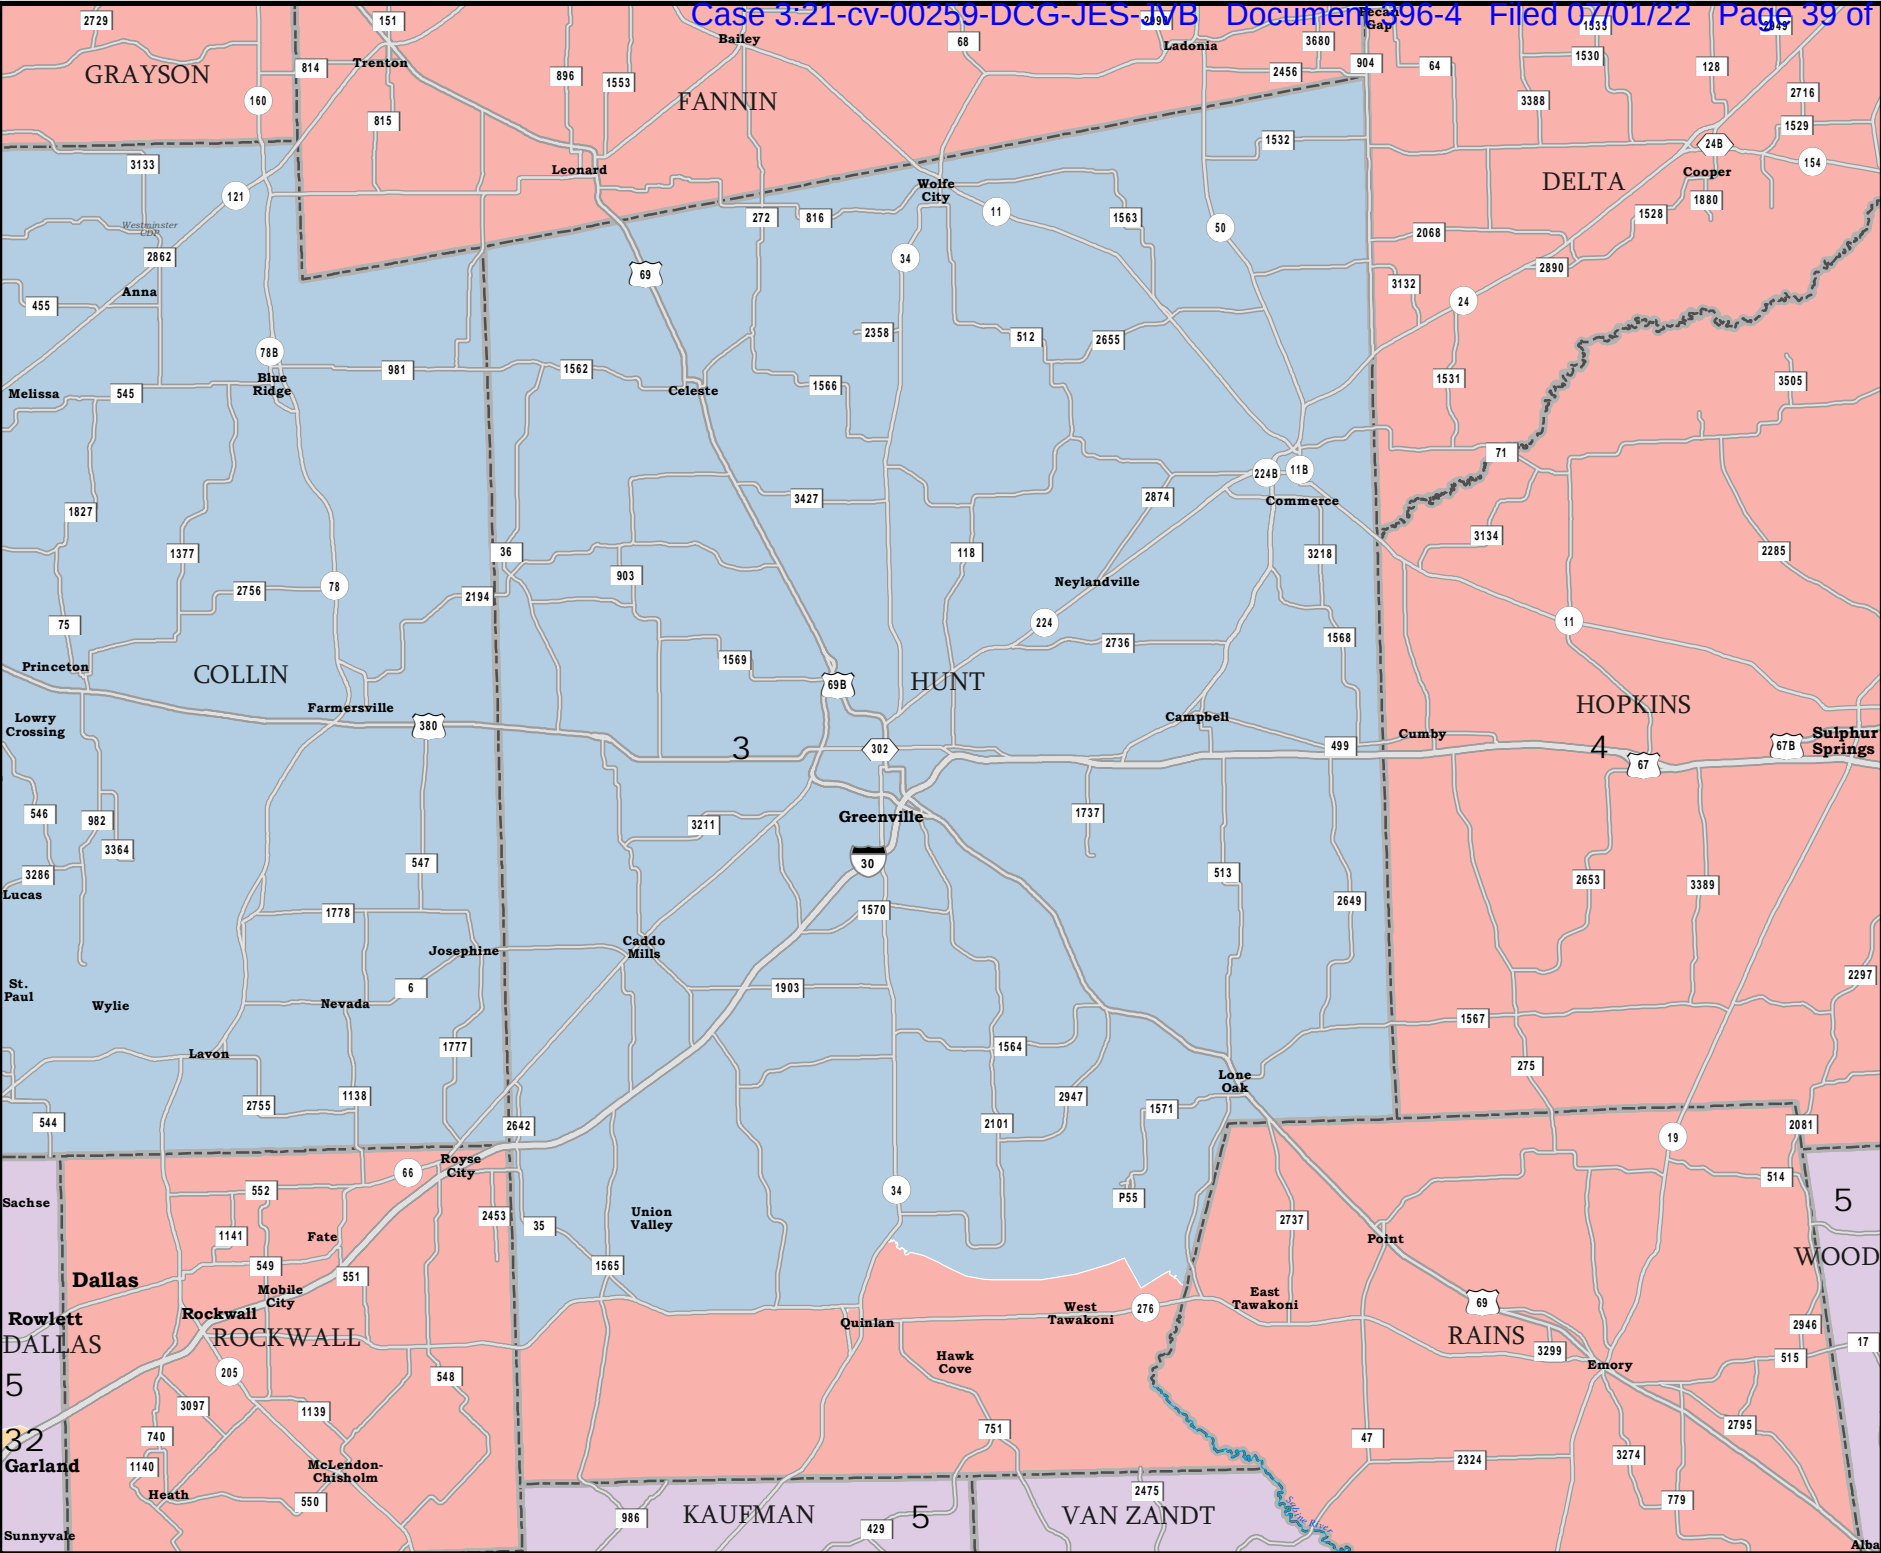 Case 3:21-cv-00259-DCG-JES-JVB Document 396-4 Filed 07/01/22 Page 39 of
2729
151
Bailey
68
Ladonia
3680
Pecan
Gap
1533
2949
GRAYSON
814
Trenton
896
1553
FANNIN
2456
904
64
1530
128
160
815
3388
2716
1529
3133
1532
24B
154
Leonard
Cooper
121
Wolfe
City
DELTA
1880
272
816
11
1563
50
1528
Westminster
CDP
2068
2862
34
2890
69
3132
Anna
24
455
2358
512
2655
78B
981
1562
1566
1531
3505
Blue
Ridge
Melissa
545
Celeste
71
224B
11B
1827
3427
2874
Commerce
1377
36
118
3218
3134
2285
903
Neylandville
2756
78
2194
75
224
11
2736
1568
Princeton
COLLIN
1569
69B
HUNT
HOPKINS
Farmersville
Lowry
Crossing
380
Campbell
Cumby
3
302
499
4
67
67B
Sulphur
Springs
546
982
3211
Greenville
1737
3364
547
30
513
3286
2653
3389
Lucas
1778
1570
2649
Josephine
Caddo
Mills
2297
St.
Paul
6
1903
Wylie
Nevada
1567
Lavon
1777
1564
275
Lone
Oak
2755
1138
2947
1571
544
2642
2101
19
2081
Royse
City
66
514
Sachse
552
34
P55
5
2453
35
Union
Valley
2737
1141
Fate
Point
WOOD
549
551
1565
Dallas
Mobile
City
276
East
Tawakoni
69
Rowlett
Rockwall
Quinlan
West
Tawakoni
2946
DALLAS
ROCKWALL
RAINS
17
3299
515
Hawk
Cove
Emory
205
548
5
3097
1139
751
2795
32
740
47
Garland
1140
McLendon-
Chisholm
2324
3274
Heath
550
2475
779
986
KAUFMAN
5
VAN ZANDT
Sabine River
429
Sunnyvale
Alba